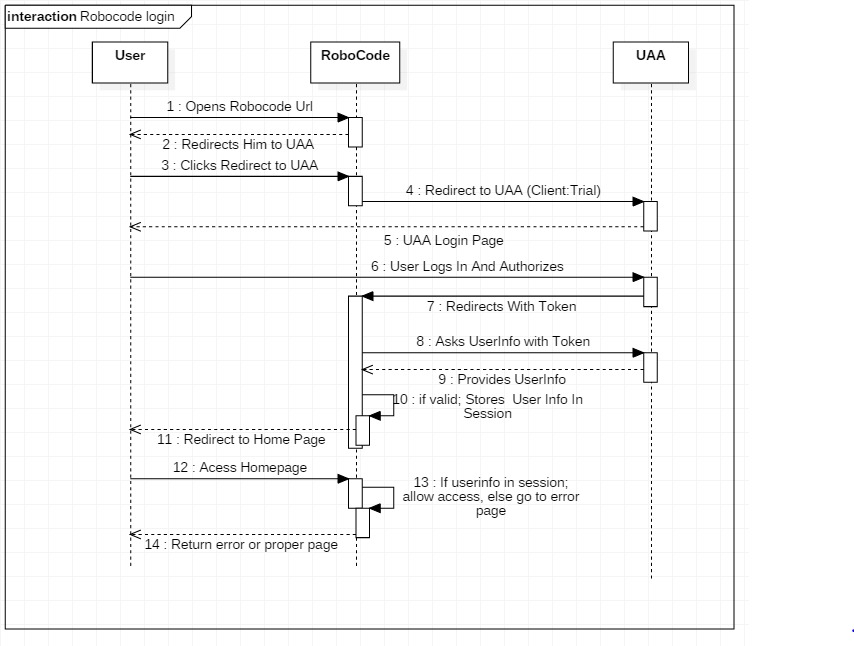 interaction Robocode login
User
RoboCode
UAA
1 : Opens Robocode Url
2 : Redirects Him to UAA
3 : Clicks Redirect to UAA
4 : Redirect to UAA (Client:Trial)
5 : UAA Login Page
6 : User Logs In And Authorizes
7 : Redirects With Token
8 : Asks UserInfo with Token
9 : Provides UserInfo
10 : if valid; Stores  User Info In
Session
11 : Redirect to Home Page
12 : Acess Homepage
13 : If userinfo in session;
allow access, else go to error
page
14 : Return error or proper page